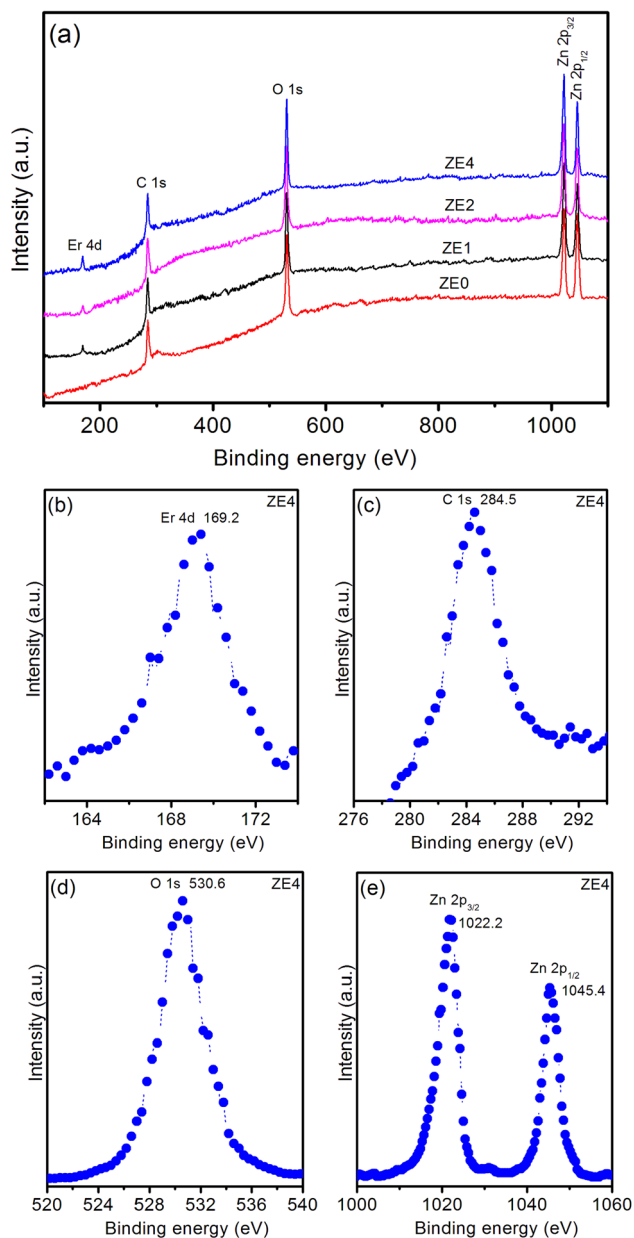 (a)
Zn 2p3/2
Zn 2p1/2
O 1s
C 1s
Er 4d
ZE4
ZE2
ZE1
ZE0
Intensity (a.u.)
200 400 600 800 1000
Binding energy (eV)
(b) ZE4
Er 4d 169.2
Intensity (a.u.)
164 168 172
Binding energy (eV)
(c) ZE4
C 1s 284.5
Intensity (a.u.)
276 280 284 288 292
Binding energy (eV)
(d) O 1s 530.6 ZE4
Intensity (a.u.)
520 524 528 532 536 540
Binding energy (eV)
(e) ZE4
Zn 2p3/2
1022.2
Zn 2p1/2
1045.4
Intensity (a.u.)
1000 1020 1040 1060
Binding energy (eV)